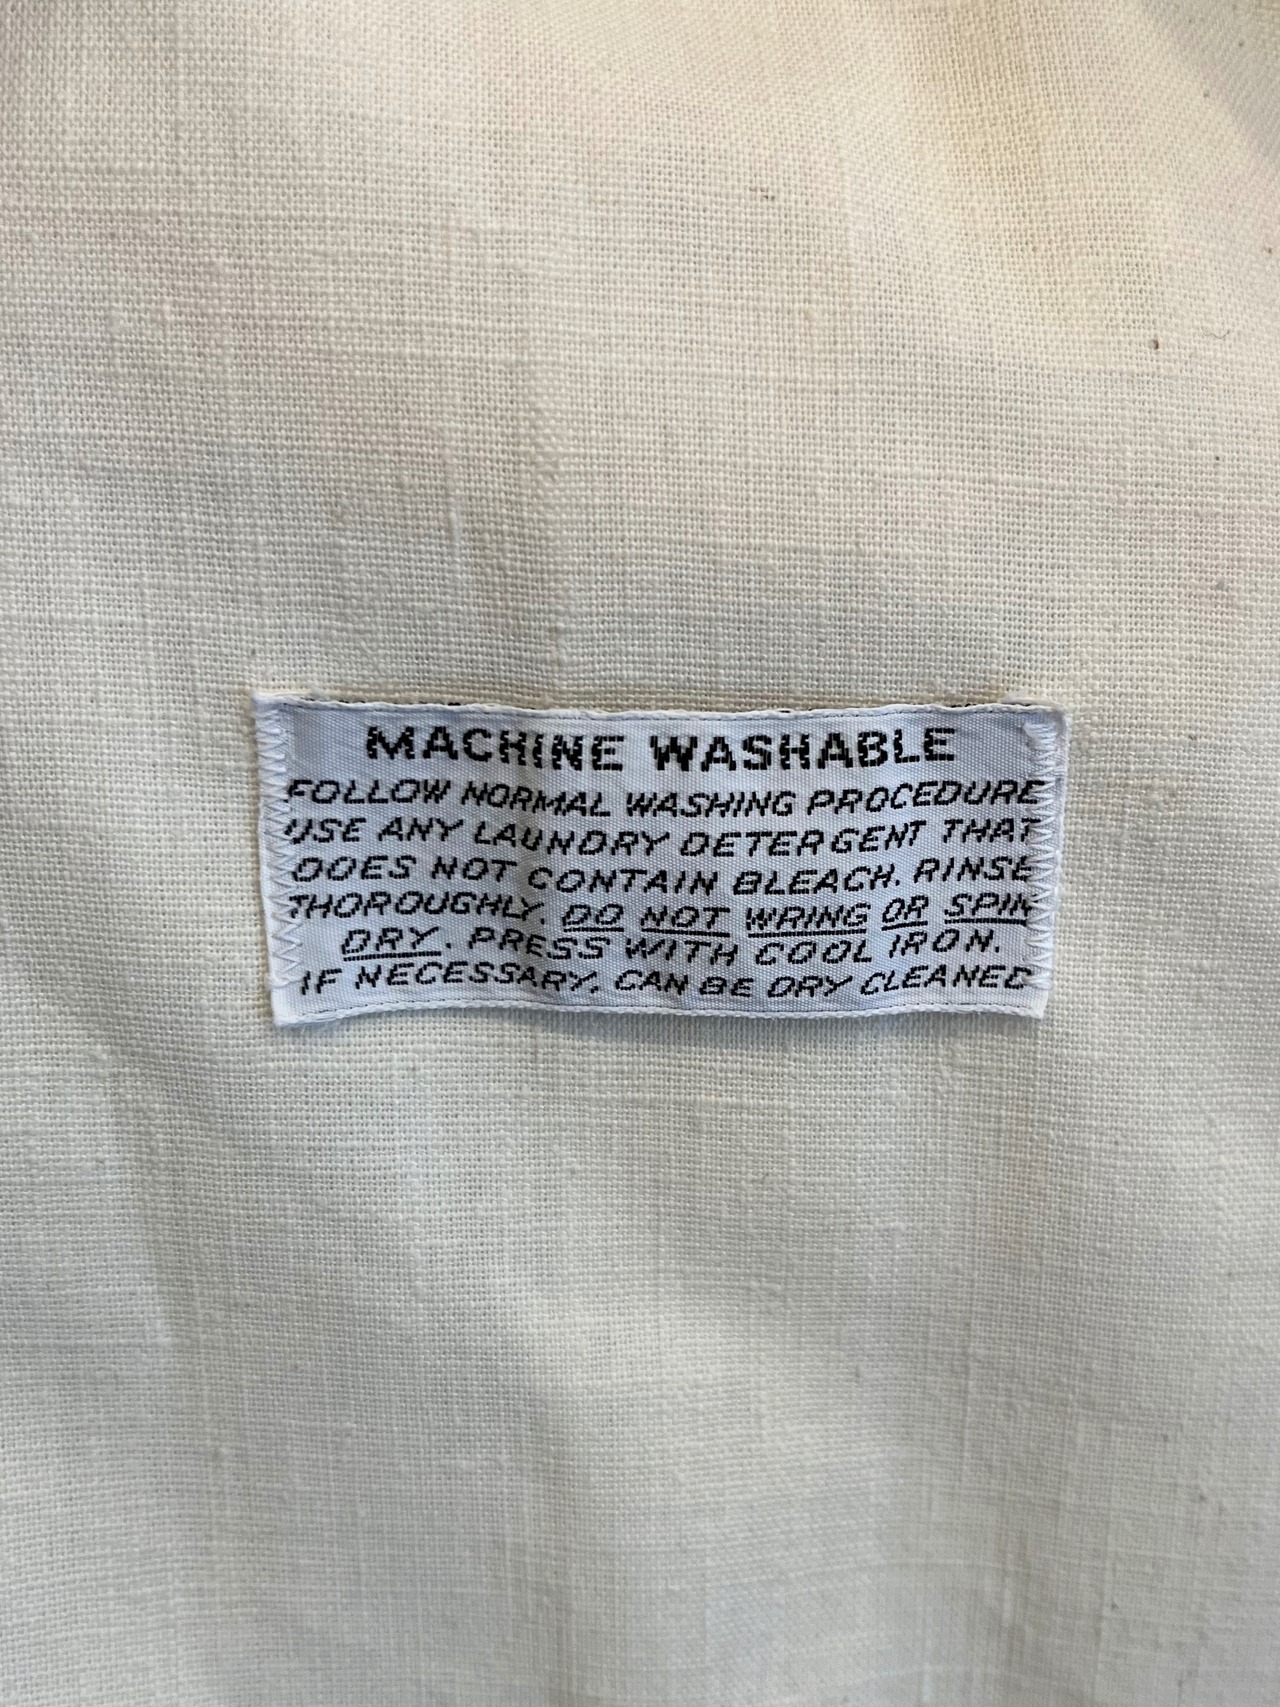 MACHINE WASHABLE
FOLLOW NORMAL WASHING PROCEDURE
USE ANY LAUNDRY DETERGENT THAT
DOES NOT CONTAIN BLEACH. RINSE
THOROUGHLY. DO NOT WRING OR SPIN
DRY. PRESS WITH COOL IRON.
IF NECESSARY, CAN BE DRY CLEANED